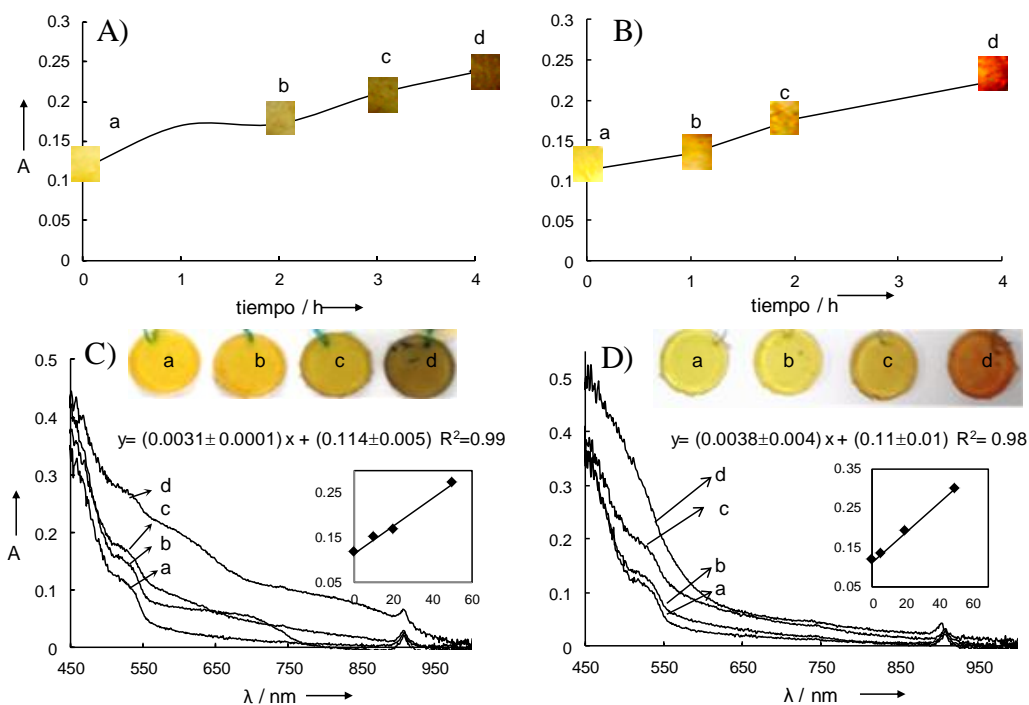 A)
0.3
0.25
0.2
0.15
0.1
0.05
0
A
a
b
c
d
0 1 2 3 4
tiempo / h
B)
0.3
0.25
0.2
0.15
0.1
0.05
0
a
b
c
d
0 1 2 3 4
tiempo / h
C)
a b c d
0.5
0.4
0.3
0.2
0.1
0
A
y= (0.0031± 0.0001) x + (0.114±0.005) R²=0.99
d
c
b
a
0.25
0.15
0.05
0 20 40 60
450 550 650 750 850 950
λ / nm
D)
a b c d
0.5
0.4
0.3
0.2
0.1
0
A
y= (0.0038±0.004) x + (0.11±0.01) R²= 0.98
d
c
b
a
0.35
0.25
0.15
0.05
0 20 40 60
450 550 650 750 850 950
λ / nm